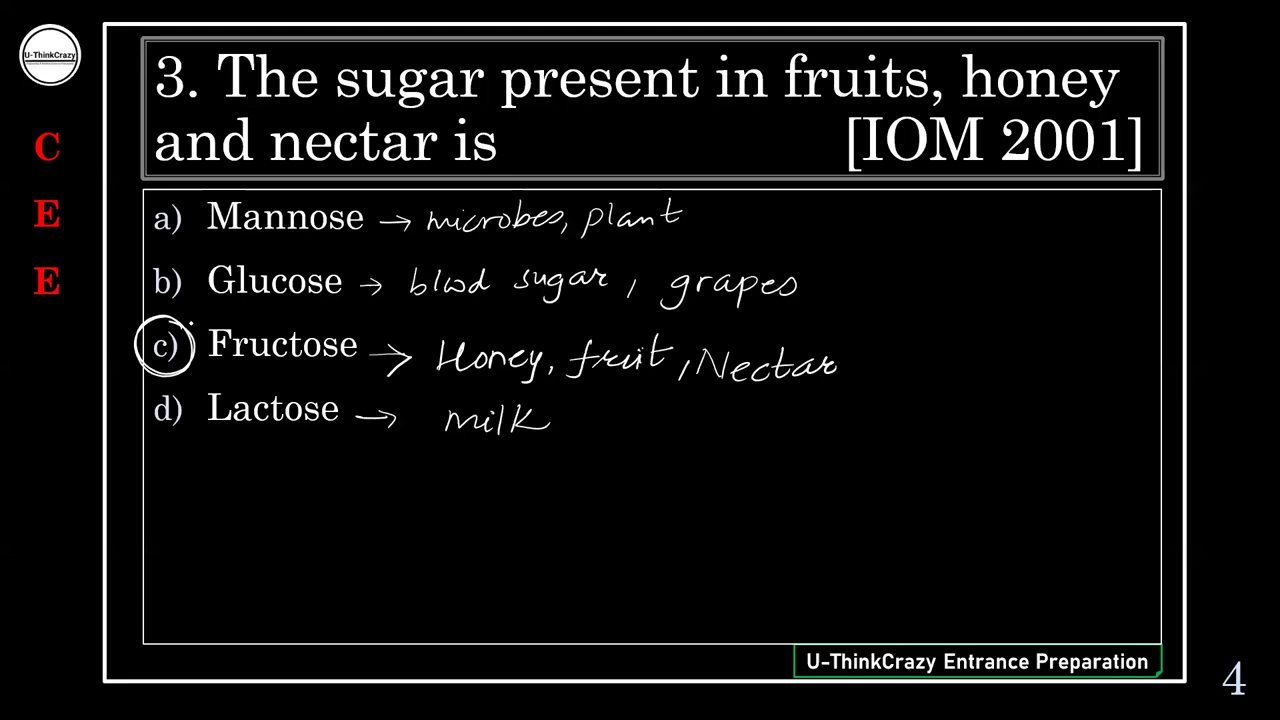 U-ThinkCrazy
C
E
E
3. The sugar present in fruits, honey
and nectar is [IOM 2001]
a) Mannose → microbes, plant
b) Glucose → blood sugar, grapes
c) Fructose → Honey, fruit, Nectar
d) Lactose → milk
U-ThinkCrazy Entrance Preparation
4